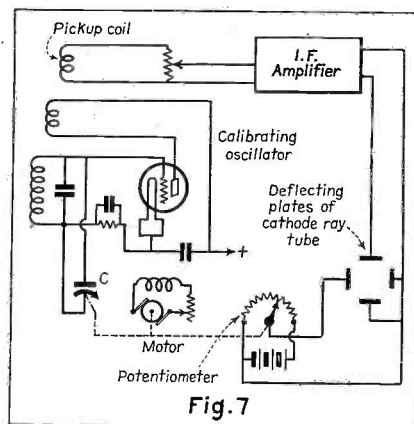 Pickup coil
I.F.
Amplifier
Calibrating
oscillator
Deflecting
plates of
cathode ray
tube
C
+
Motor
Potentiometer
Fig.7